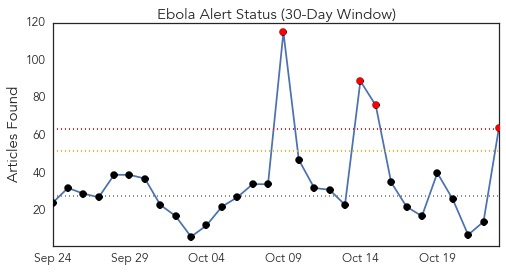 Ebola Alert Status (30-Day Window)
Articles Found
120
100
80
60
40
20
Sep 24
Sep 29
Oct 04
Oct 09
Oct 14
Oct 19